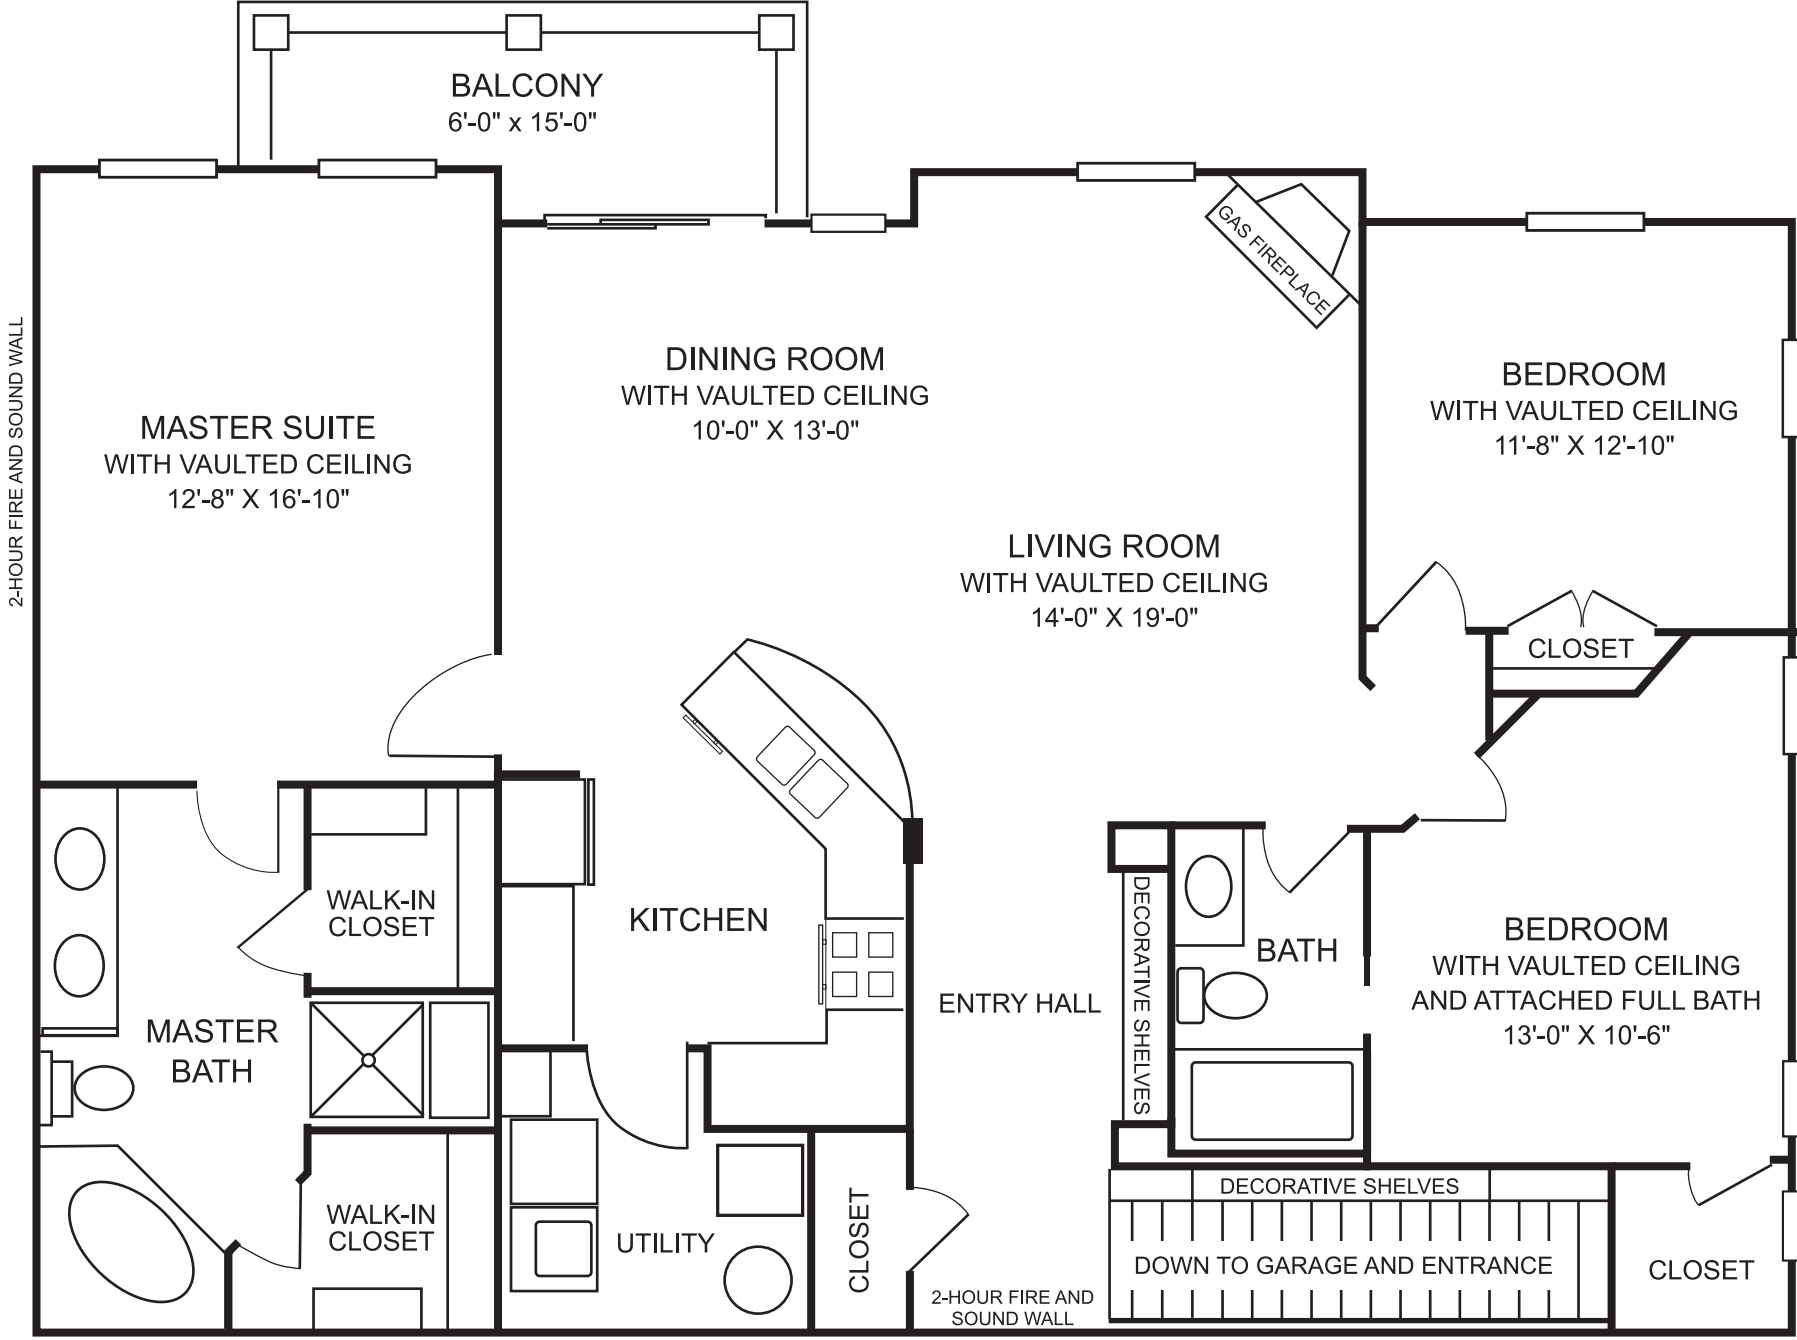 BALCONY
6'-0" x 15'-0"
GAS FIREPLACE
2-HOUR FIRE AND SOUND WALL
MASTER SUITE
WITH VAULTED CEILING
12'-8" X 16'-10"
DINING ROOM
WITH VAULTED CEILING
10'-0" X 13'-0"
BEDROOM
WITH VAULTED CEILING
11'-8" X 12'-10"
LIVING ROOM
WITH VAULTED CEILING
14'-0" X 19'-0"
CLOSET
WALK-IN
CLOSET
KITCHEN
ENTRY HALL
DECORATIVE SHELVES
BATH
BEDROOM
WITH VAULTED CEILING
AND ATTACHED FULL BATH
13'-0" X 10'-6"
MASTER
BATH
WALK-IN
CLOSET
UTILITY
CLOSET
DECORATIVE SHELVES
DOWN TO GARAGE AND ENTRANCE
CLOSET
2-HOUR FIRE AND
SOUND WALL